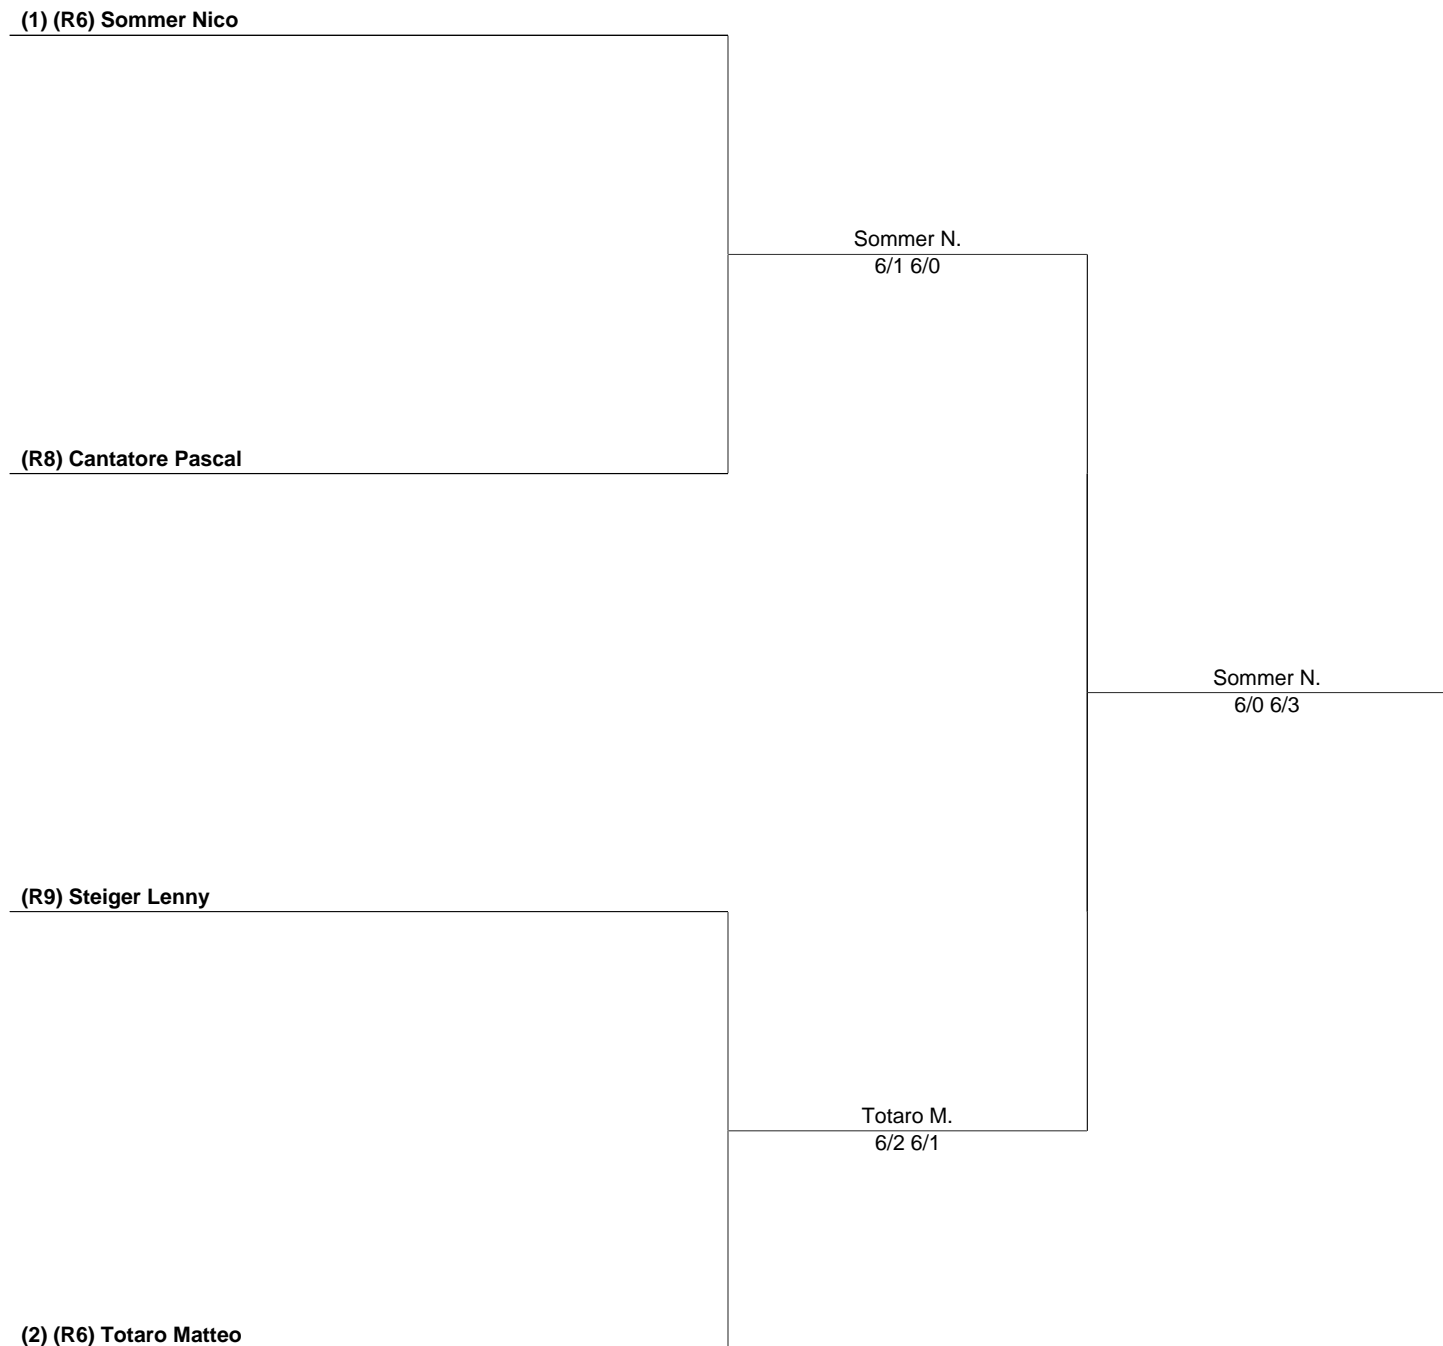 (1) (R6) Sommer Nico
Sommer N.
6/1 6/0
(R8) Cantatore Pascal
Sommer N.
6/0 6/3
(R9) Steiger Lenny
Totaro M.
6/2 6/1
(2) (R6) Totaro Matteo